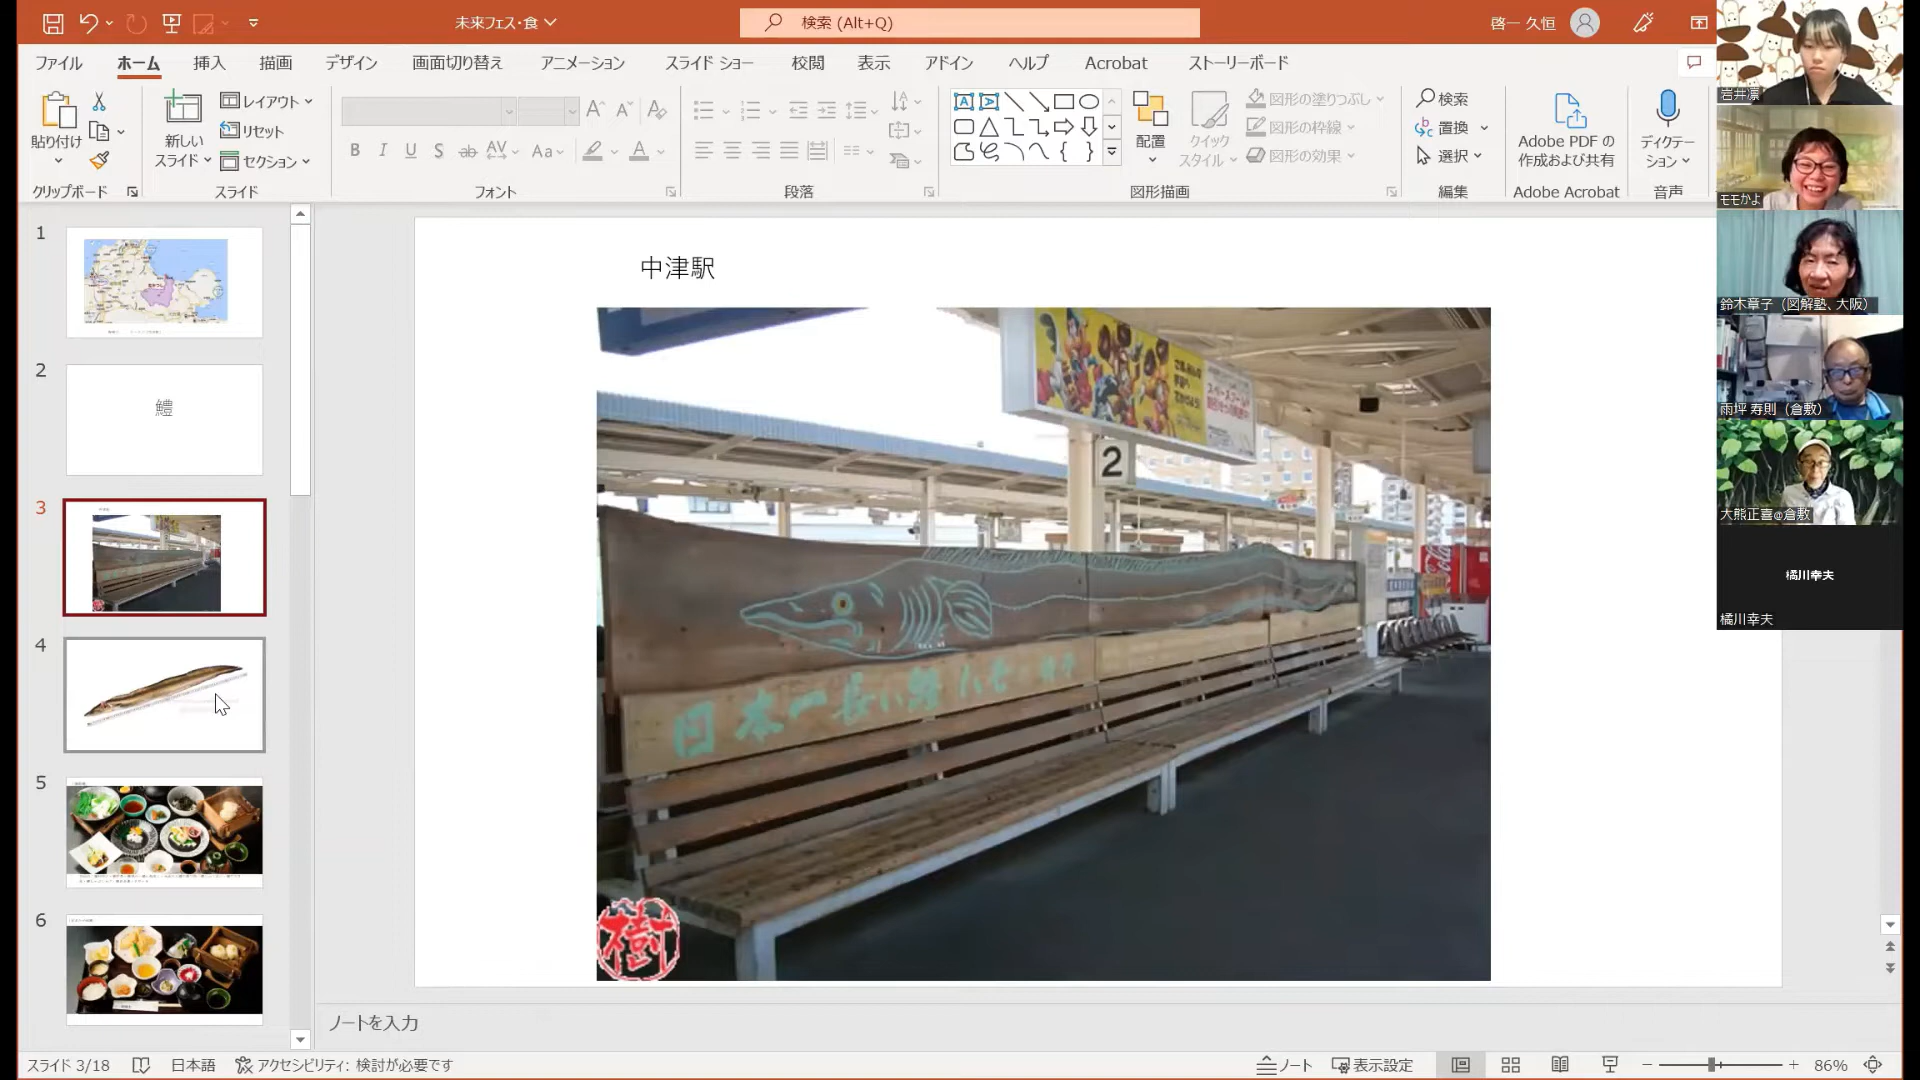 未来フェス・食
検索 (Alt+Q)
啓一 久恒
ファイル
ホーム
挿入
描画
デザイン
画面切り替え
アニメーション
スライド ショー
校閲
表示
アドイン
ヘルプ
Acrobat
ストーリーボード
貼り付け
クリップボード
新しい
スライド
レイアウト
リセット
セクション
スライド
フォント
段落
配置
クイック
スタイル
図形の塗りつぶし
図形の枠線
図形の効果
図形描画
検索
置換
選択
編集
Adobe PDF の
作成および共有
Adobe Acrobat
ディクテー
ション
音声
1
2
鱧
3
4
5
6
中津駅
2
日本一長い鱧
樹
岩井凛
モモかよ
鈴木章子（図解塾、大阪）
雨坪 寿則（倉敷）
大熊正喜@倉敷
橘川幸夫
橘川幸夫
ノートを入力
スライド 3/18
日本語
アクセシビリティ: 検討が必要です
ノート
表示設定
86%